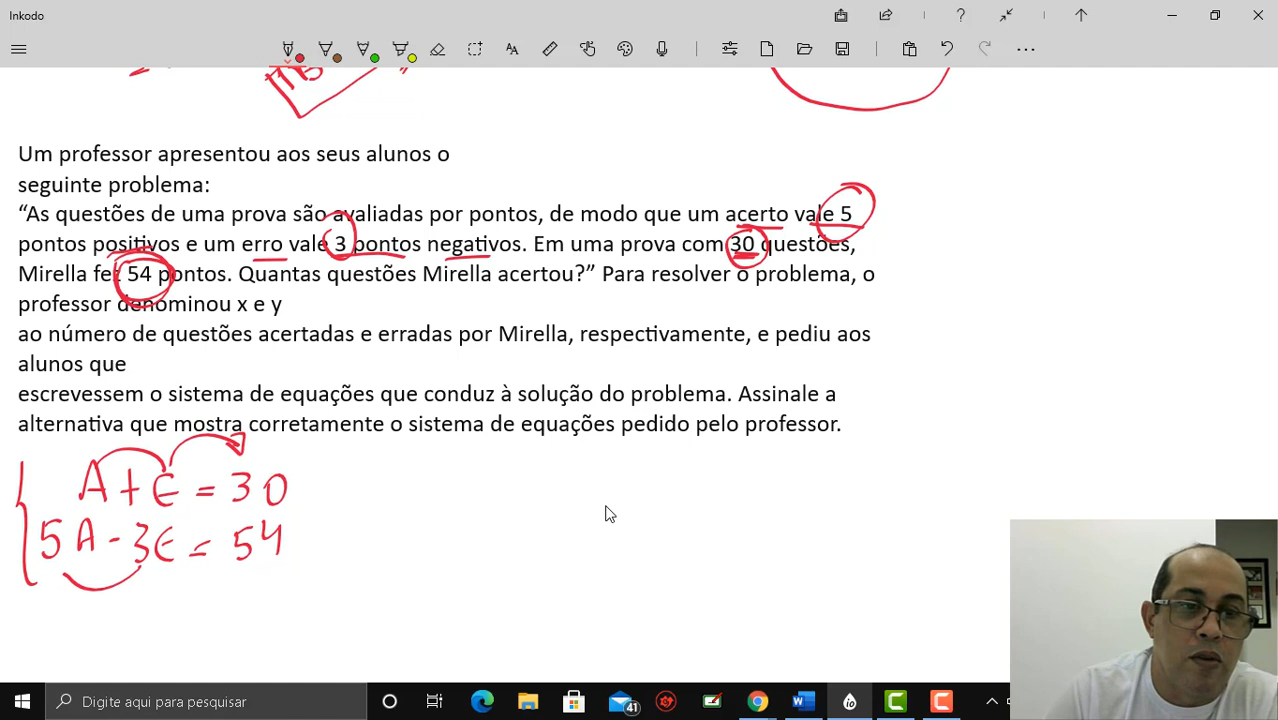 Inkodo
MB
Um professor apresentou aos seus alunos o
seguinte problema:
“As questões de uma prova são avaliadas por pontos, de modo que um acerto vale 5
pontos positivos e um erro vale 3 pontos negativos. Em uma prova com 30 questões,
Mirella fez 54 pontos. Quantas questões Mirella acertou?” Para resolver o problema, o
professor denominou x e y
ao número de questões acertadas e erradas por Mirella, respectivamente, e pediu aos
alunos que
escrevessem o sistema de equações que conduz à solução do problema. Assinale a
alternativa que mostra corretamente o sistema de equações pedido pelo professor.
A + E = 30
5A - 3E = 54
Digite aqui para pesquisar
41